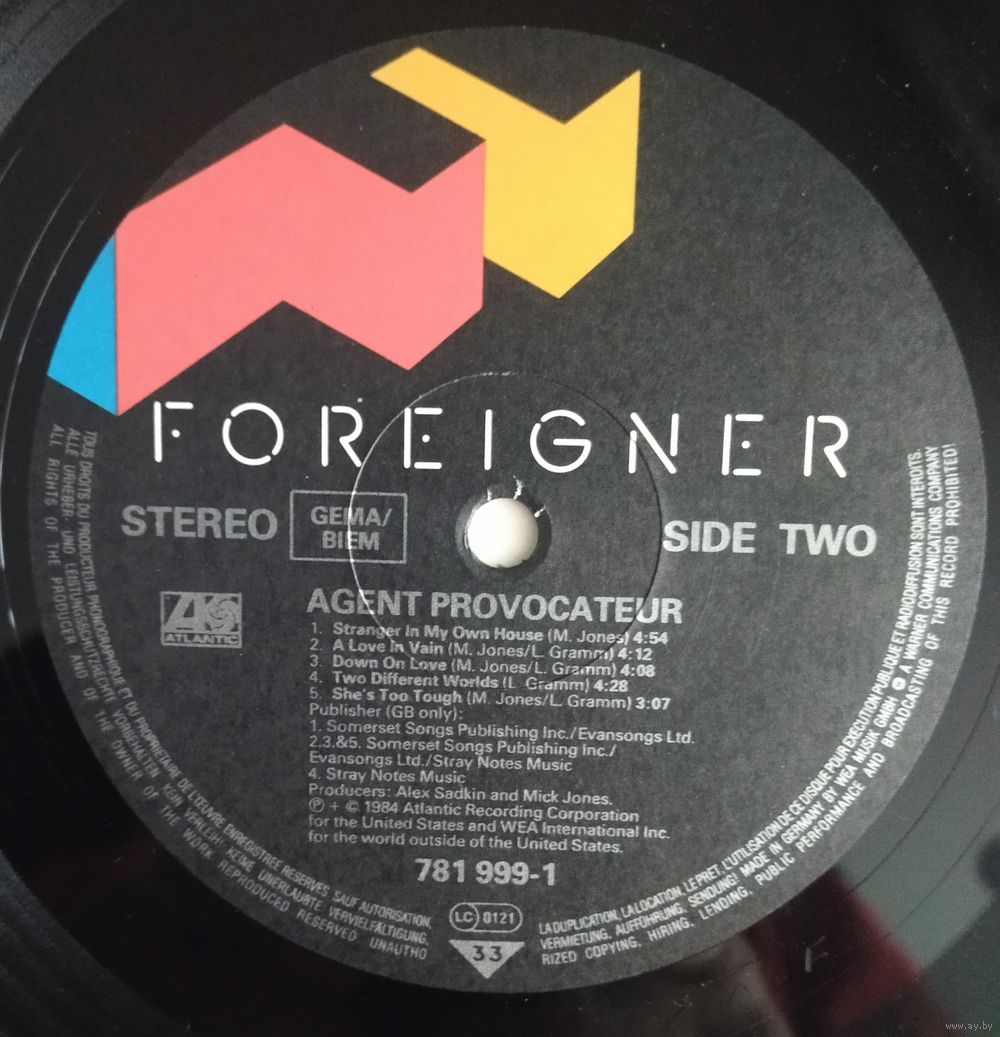 FOREIGNER
STEREO
GEMA/
BIEM
SIDE TWO
ATLANTIC
AGENT PROVOCATEUR
1. Stranger In My Own House (M. Jones) 4:54
2. A Love In Vain (M. Jones/L. Gramm) 4:12
3. Down On Love (M. Jones/L. Gramm) 4:08
4. Two Different Worlds (L. Gramm) 4:28
5. She's Too Tough (M. Jones/L. Gramm) 3:07
Publisher (GB only):
1. Somerset Songs Publishing Inc./Evansongs Ltd.
2.3.&5. Somerset Songs Publishing Inc./
Evansongs Ltd./Stray Notes Music
4. Stray Notes Music
Producers: Alex Sadkin and Mick Jones.
Ⓟ + © 1984 Atlantic Recording Corporation
for the United States and WEA International Inc.
for the world outside of the United States.
781 999-1
LC 0121
33
TOUS DROITS DU PRODUCTEUR PHONOGRAPHIQUE ET DU PROPRIETAIRE DE L'ŒUVRE ENREGISTREE RESERVES. SAUF AUTORISATION,
LA DUPLICATION, LA LOCATION, LE PRET, L'UTILISATION DE CE DISQUE POUR EXECUTION PUBLIQUE ET RADIODIFFUSION SONT INTERDITS.
ALLE URHEBER- UND LEISTUNGSSCHUTZRECHTE VORBEHALTEN. KEIN VERLEIH! KEINE UNERLAUBTE VERVIELFÄLTIGUNG,
VERMIETUNG, AUFFÜHRUNG, SENDUNG! MADE IN GERMANY BY WEA MUSIK GMBH A WARNER COMMUNICATIONS COMPANY
ALL RIGHTS OF THE PRODUCER AND OF THE OWNER OF THE WORK REPRODUCED RESERVED UNAUTHO
RIZED COPYING, HIRING, LENDING, PUBLIC PERFORMANCE AND BROADCASTING OF THIS RECORD PROHIBITED!
www.ay.by